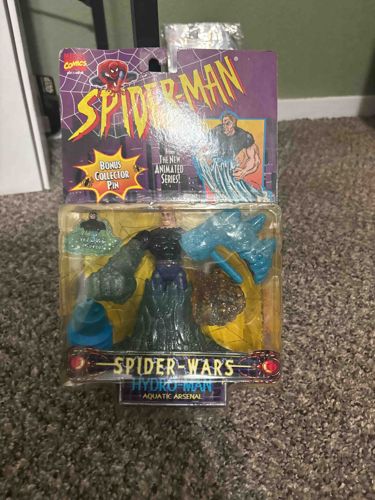 COMICS
SPIDER-MAN
BONUS
COLLECTOR
PIN
THE NEW
ANIMATED
SERIES!
SPIDER-WARS
HYDRO-MAN
AQUATIC ARSENAL